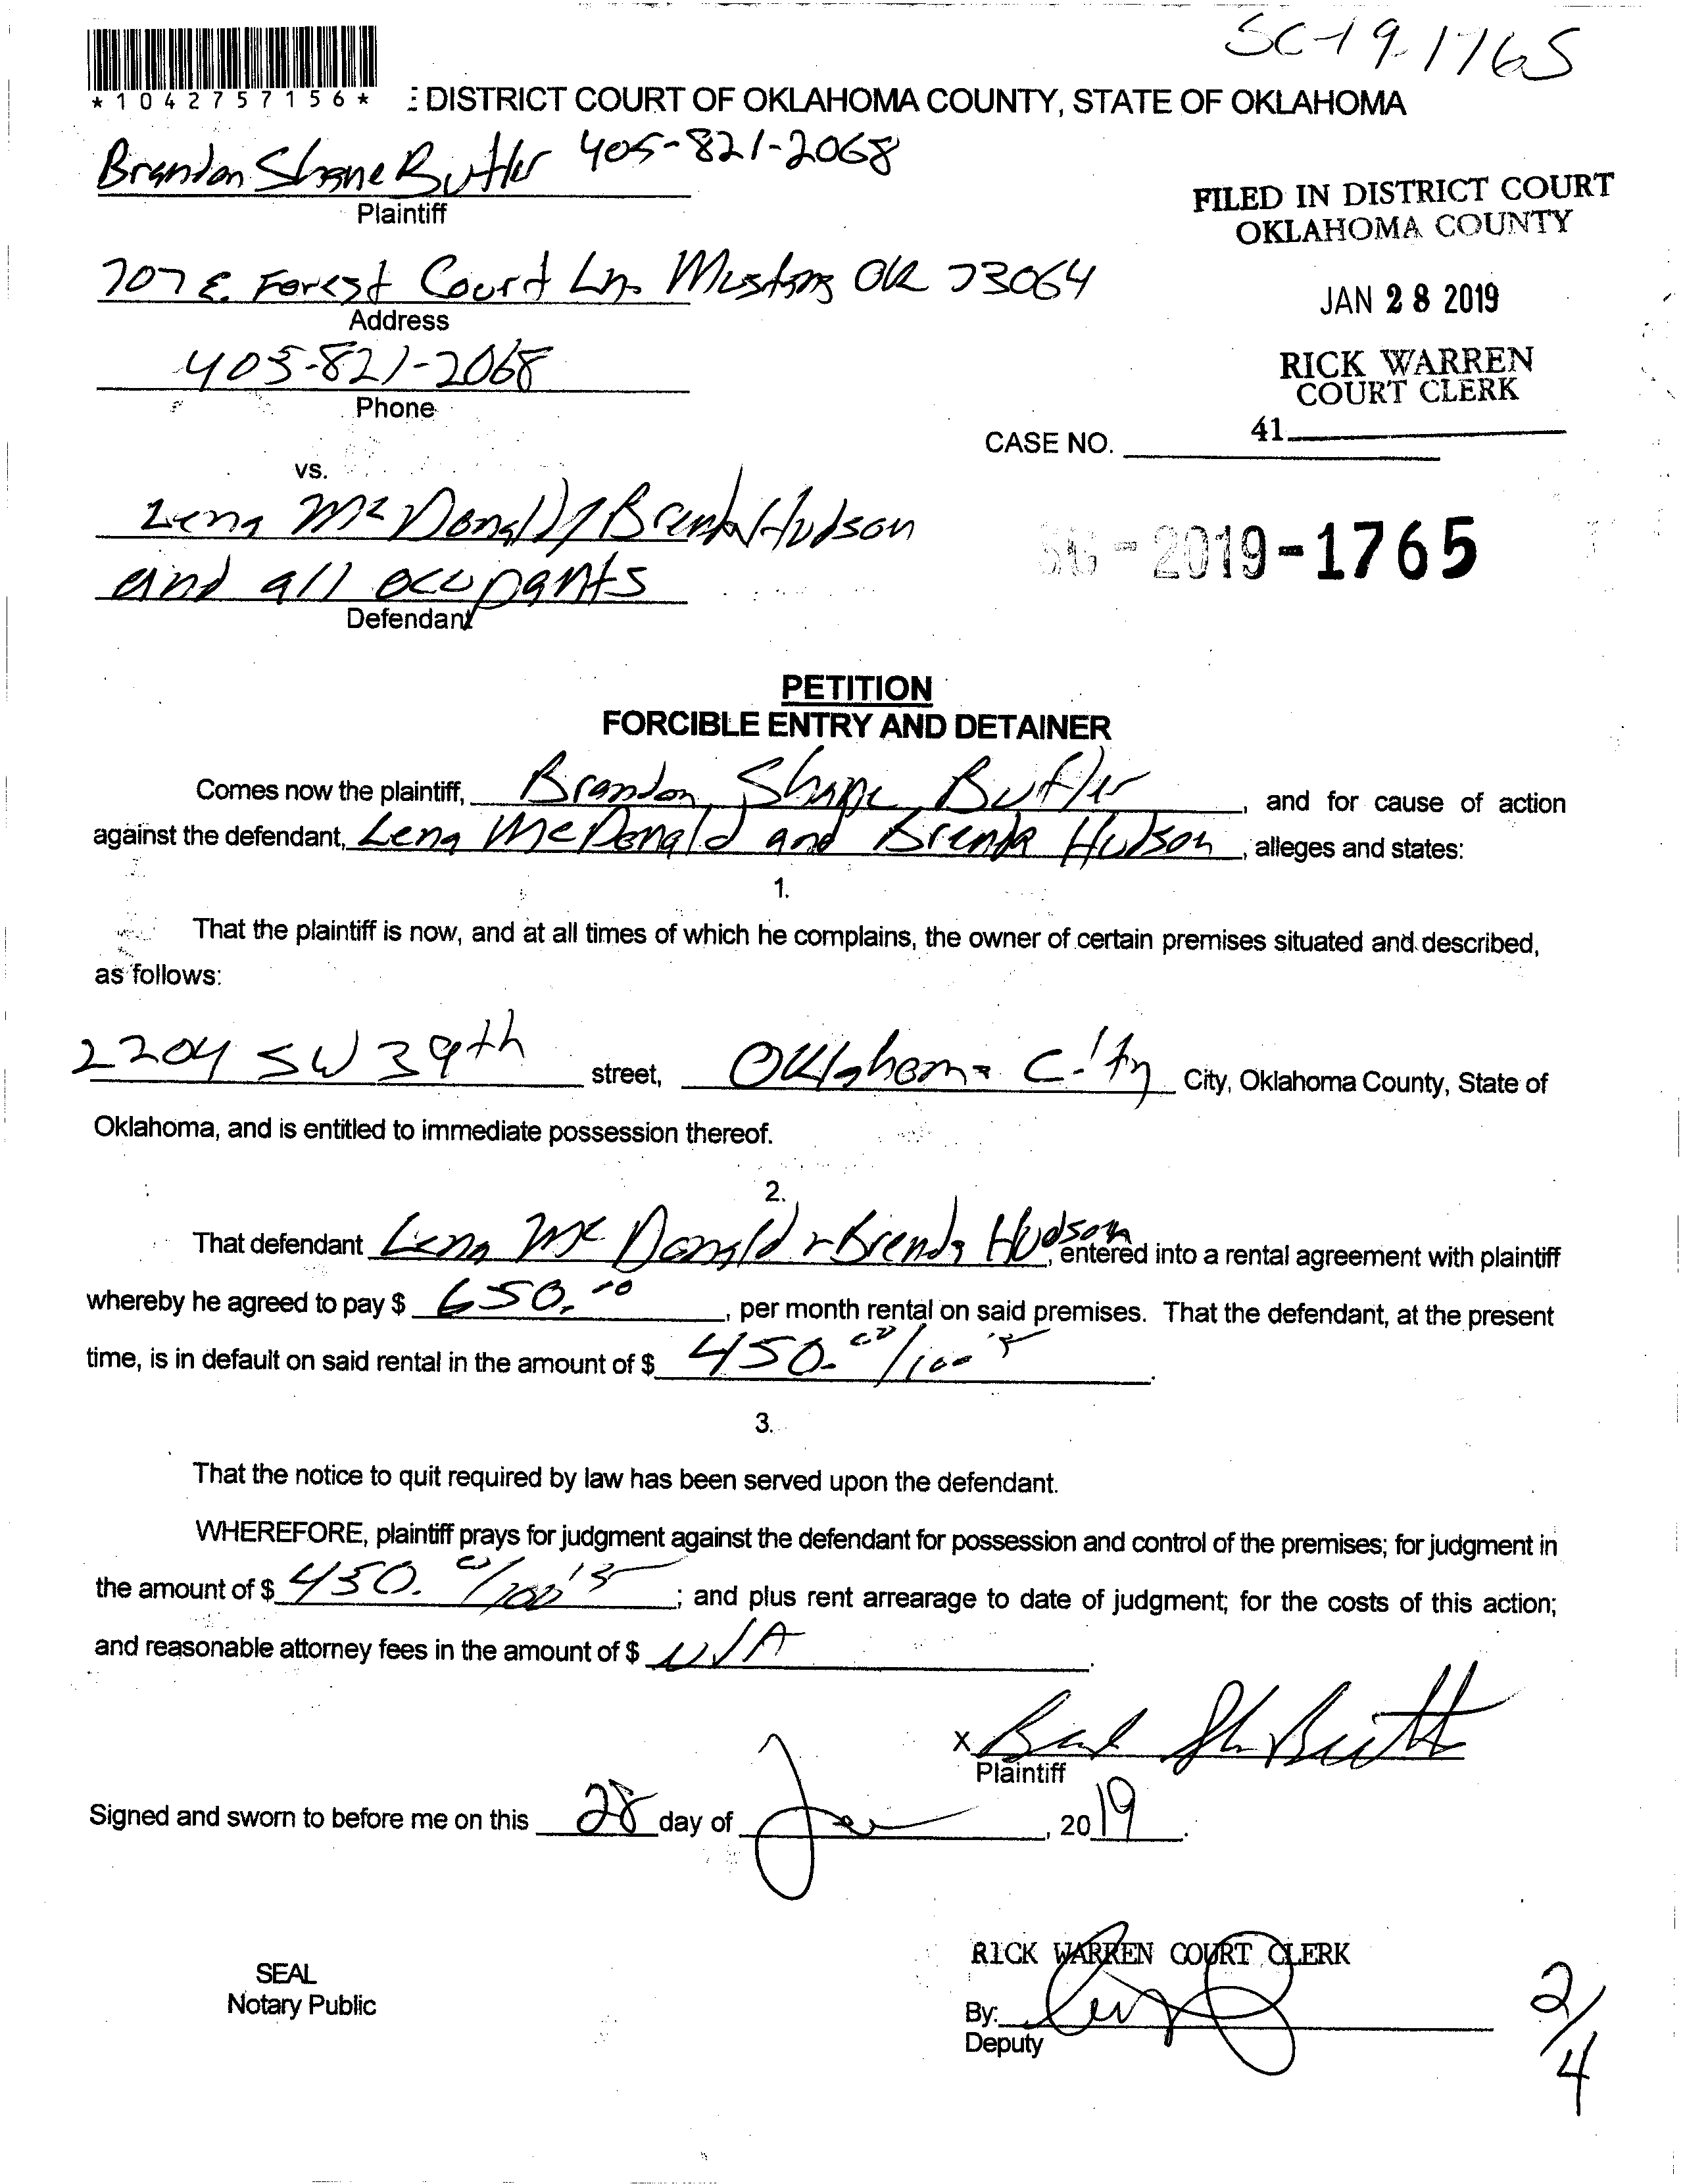 SC-19-1765
*1042757156*
: DISTRICT COURT OF OKLAHOMA COUNTY, STATE OF OKLAHOMA
Brandon Shane Butler 405-821-2068
Plaintiff
FILED IN DISTRICT COURT
OKLAHOMA COUNTY
707 E. Forest Court Ln. Mustang OK 73064
Address
JAN 28 2019
405-821-2068
Phone
RICK WARREN
COURT CLERK
41
CASE NO.
vs.
Lena McDonald / Brenda Hudson
and all occupants
Defendant
SC-2019-1765
PETITION
FORCIBLE ENTRY AND DETAINER
Comes now the plaintiff, Brandon Shane Butler, and for cause of action
against the defendant, Lena McDonald and Brenda Hudson, alleges and states:
1.
That the plaintiff is now, and at all times of which he complains, the owner of certain premises situated and described,
as follows:
2204 SW 39th street, Oklahoma City City, Oklahoma County, State of
Oklahoma, and is entitled to immediate possession thereof.
2.
That defendant Lena McDonald + Brenda Hudson, entered into a rental agreement with plaintiff
whereby he agreed to pay $ 650.00, per month rental on said premises. That the defendant, at the present
time, is in default on said rental in the amount of $ 450.00/100's.
3.
That the notice to quit required by law has been served upon the defendant.
WHEREFORE, plaintiff prays for judgment against the defendant for possession and control of the premises; for judgment in
the amount of $ 450.00/100's; and plus rent arrearage to date of judgment; for the costs of this action;
and reasonable attorney fees in the amount of $ N/A.
X
Plaintiff
Signed and sworn to before me on this 28 day of Jan, 2019.
RICK WARREN COURT CLERK
SEAL
Notary Public
By:
Deputy
2/4